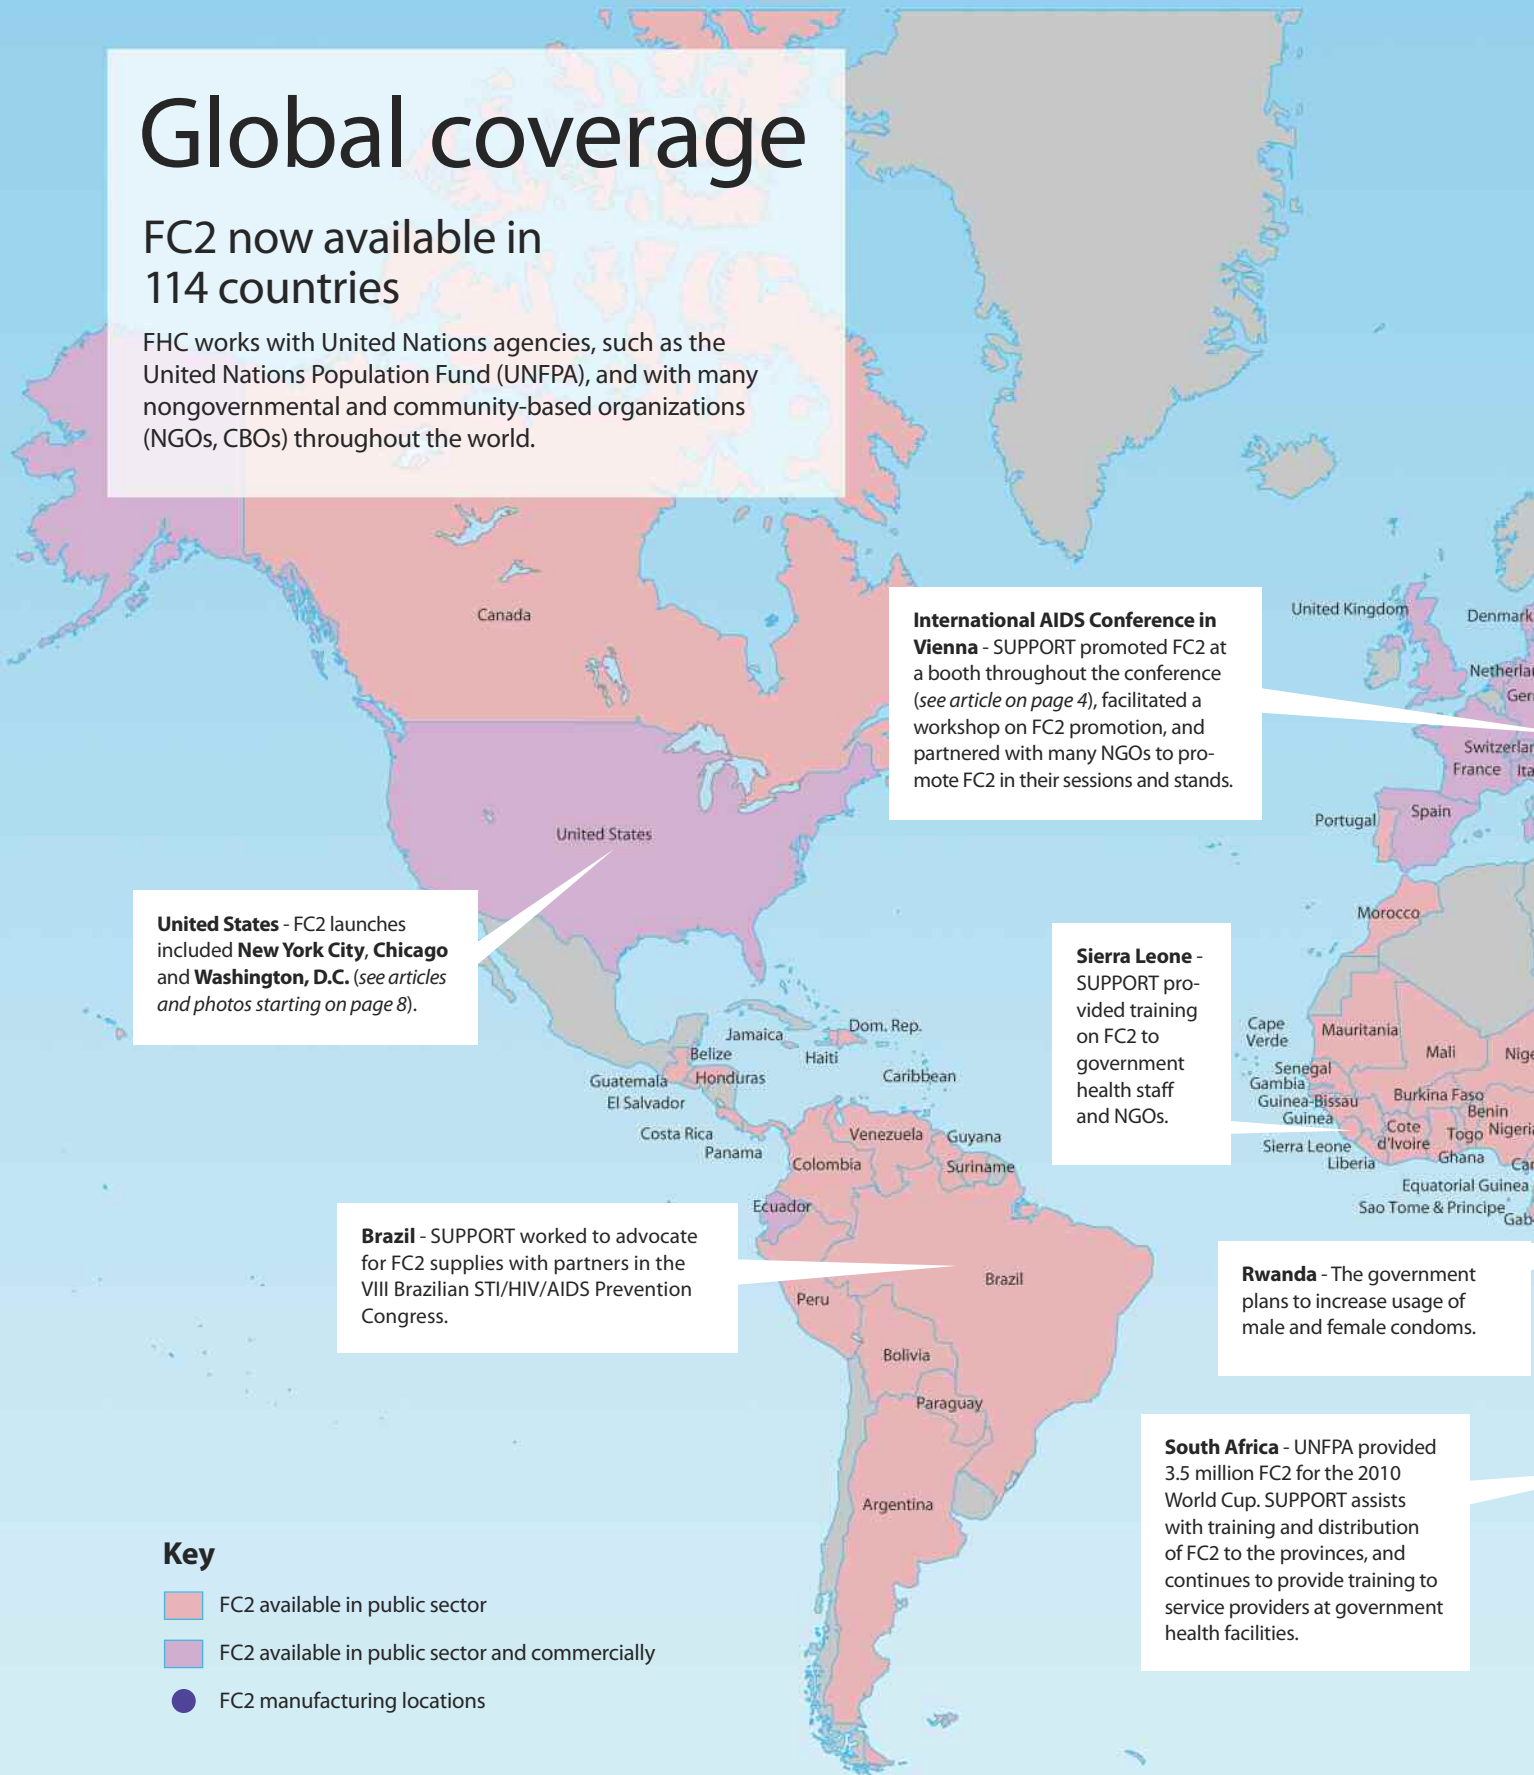 Global coverage
FC2 now available in
114 countries
FHC works with United Nations agencies, such as the
United Nations Population Fund (UNFPA), and with many
nongovernmental and community-based organizations
(NGOs, CBOs) throughout the world.
Canada
United States
International AIDS Conference in
Vienna - SUPPORT promoted FC2 at
a booth throughout the conference
(see article on page 4), facilitated a
workshop on FC2 promotion, and
partnered with many NGOs to pro-
mote FC2 in their sessions and stands.
United Kingdom
Denmark
Netherla
Ger
Switzerlan
France
Ita
Spain
Portugal
United States - FC2 launches
included New York City, Chicago
and Washington, D.C. (see articles
and photos starting on page 8).
Sierra Leone -
SUPPORT pro-
vided training
on FC2 to
government
health staff
and NGOs.
Morocco
Cape
Verde
Mauritania
Mali
Nige
Senegal
Gambia
Guinea-Bissau
Guinea
Burkina Faso
Benin
Cote
d'Ivoire
Togo
Nigeria
Sierra Leone
Liberia
Ghana
Car
Equatorial Guinea
Sao Tome & Principe
Gab
Jamaica
Dom. Rep.
Belize
Haiti
Guatemala
Honduras
Caribbean
El Salvador
Costa Rica
Panama
Venezuela
Guyana
Colombia
Suriname
Ecuador
Brazil
Peru
Bolivia
Paraguay
Argentina
Brazil - SUPPORT worked to advocate
for FC2 supplies with partners in the
VIII Brazilian STI/HIV/AIDS Prevention
Congress.
Rwanda - The government
plans to increase usage of
male and female condoms.
South Africa - UNFPA provided
3.5 million FC2 for the 2010
World Cup. SUPPORT assists
with training and distribution
of FC2 to the provinces, and
continues to provide training to
service providers at government
health facilities.
Key
FC2 available in public sector
FC2 available in public sector and commercially
FC2 manufacturing locations